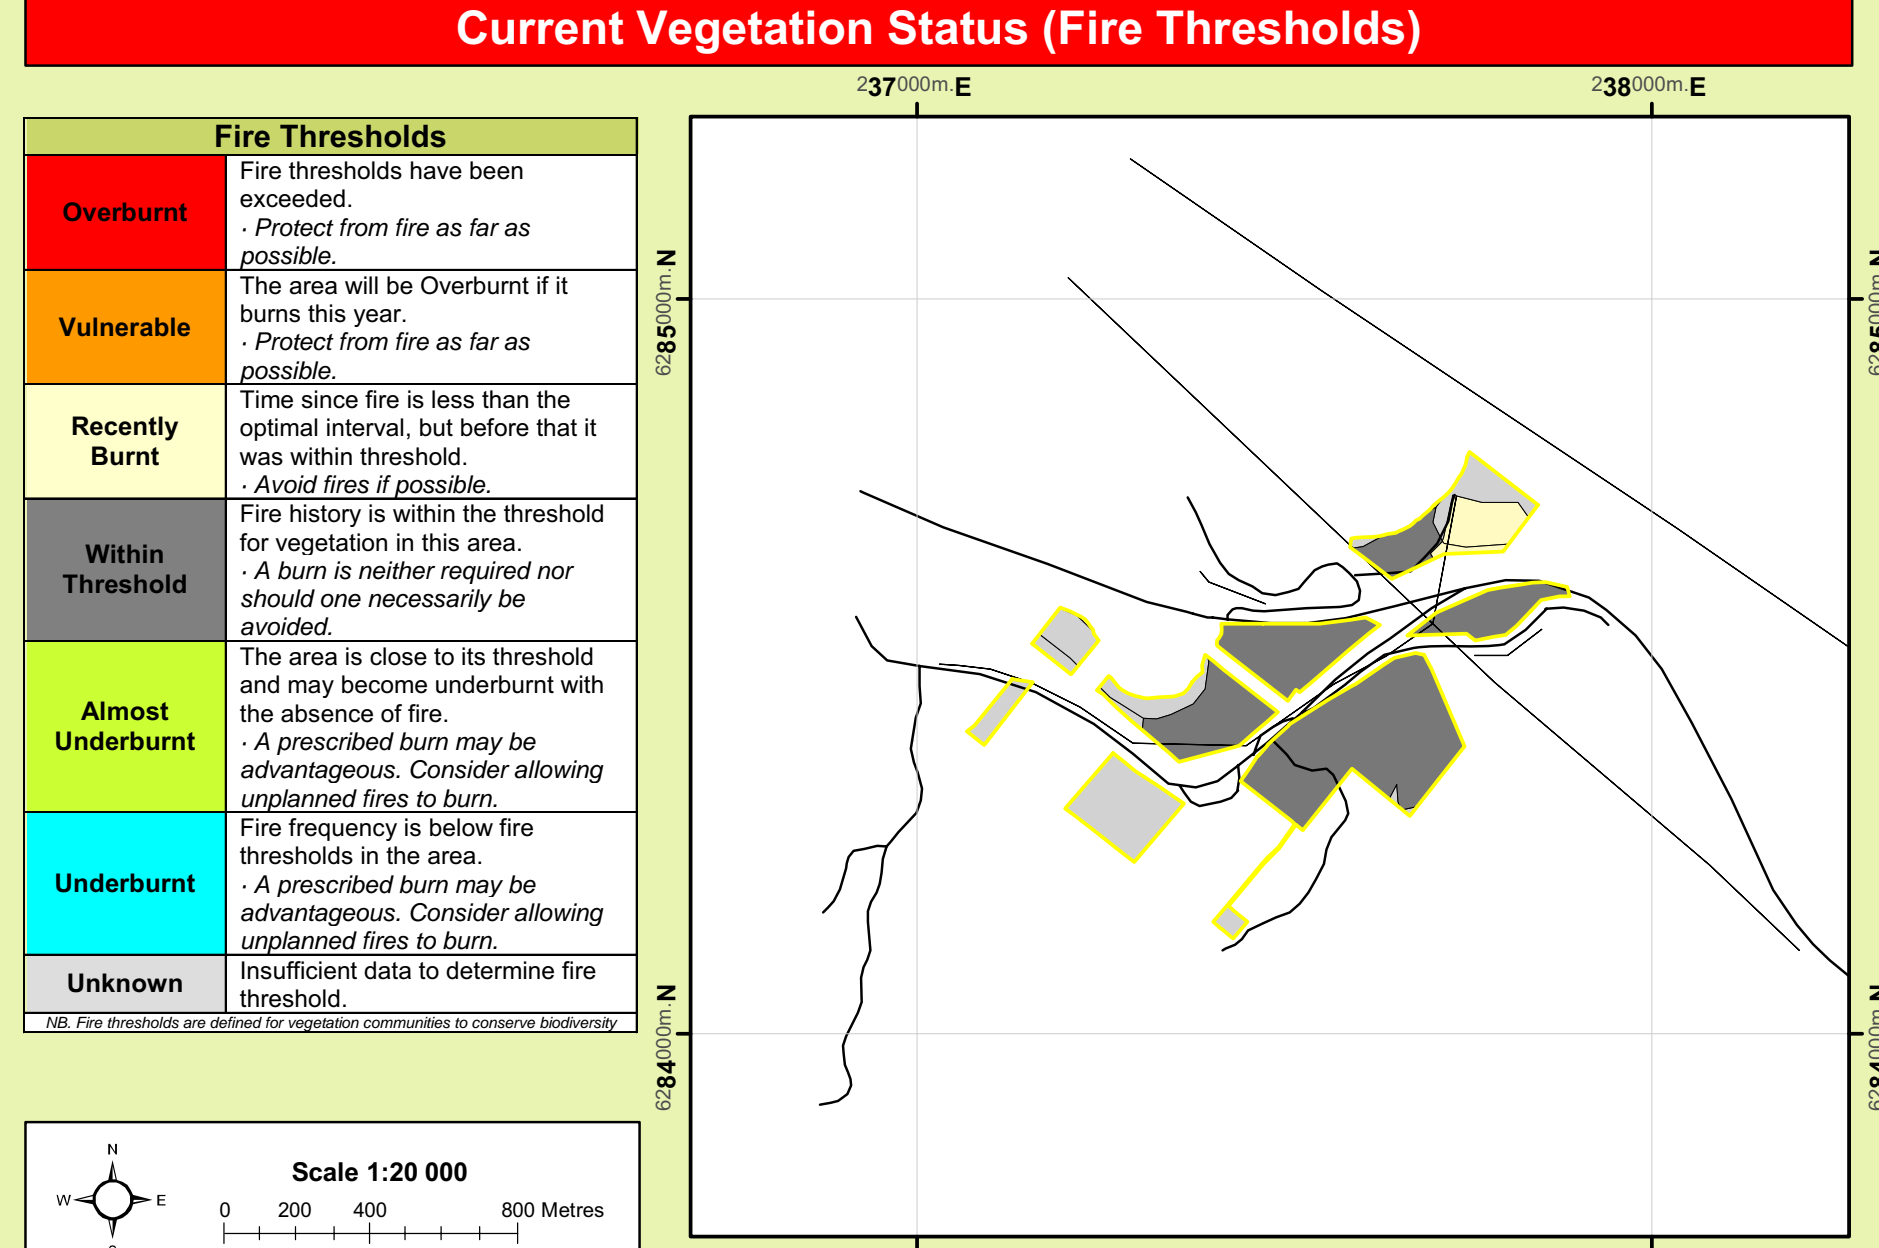 Current Vegetation Status (Fire Thresholds)
237000m.E
238000m.E
Fire Thresholds
Overburnt
Fire thresholds have been
exceeded.
· Protect from fire as far as
possible.
Vulnerable
The area will be Overburnt if it
burns this year.
· Protect from fire as far as
possible.
Recently
Burnt
Time since fire is less than the
optimal interval, but before that it
was within threshold.
· Avoid fires if possible.
Within
Threshold
Fire history is within the threshold
for vegetation in this area.
· A burn is neither required nor
should one necessarily be
avoided.
Almost
Underburnt
The area is close to its threshold
and may become underburnt with
the absence of fire.
· A prescribed burn may be
advantageous. Consider allowing
unplanned fires to burn.
Underburnt
Fire frequency is below fire
thresholds in the area.
· A prescribed burn may be
advantageous. Consider allowing
unplanned fires to burn.
Unknown
Insufficient data to determine fire
threshold.
NB. Fire thresholds are defined for vegetation communities to conserve biodiversity
6285000m.N
6285000m.N
6284000m.N
6284000m.N
N
W
E
Scale 1:20 000
0 200 400 800 Metres